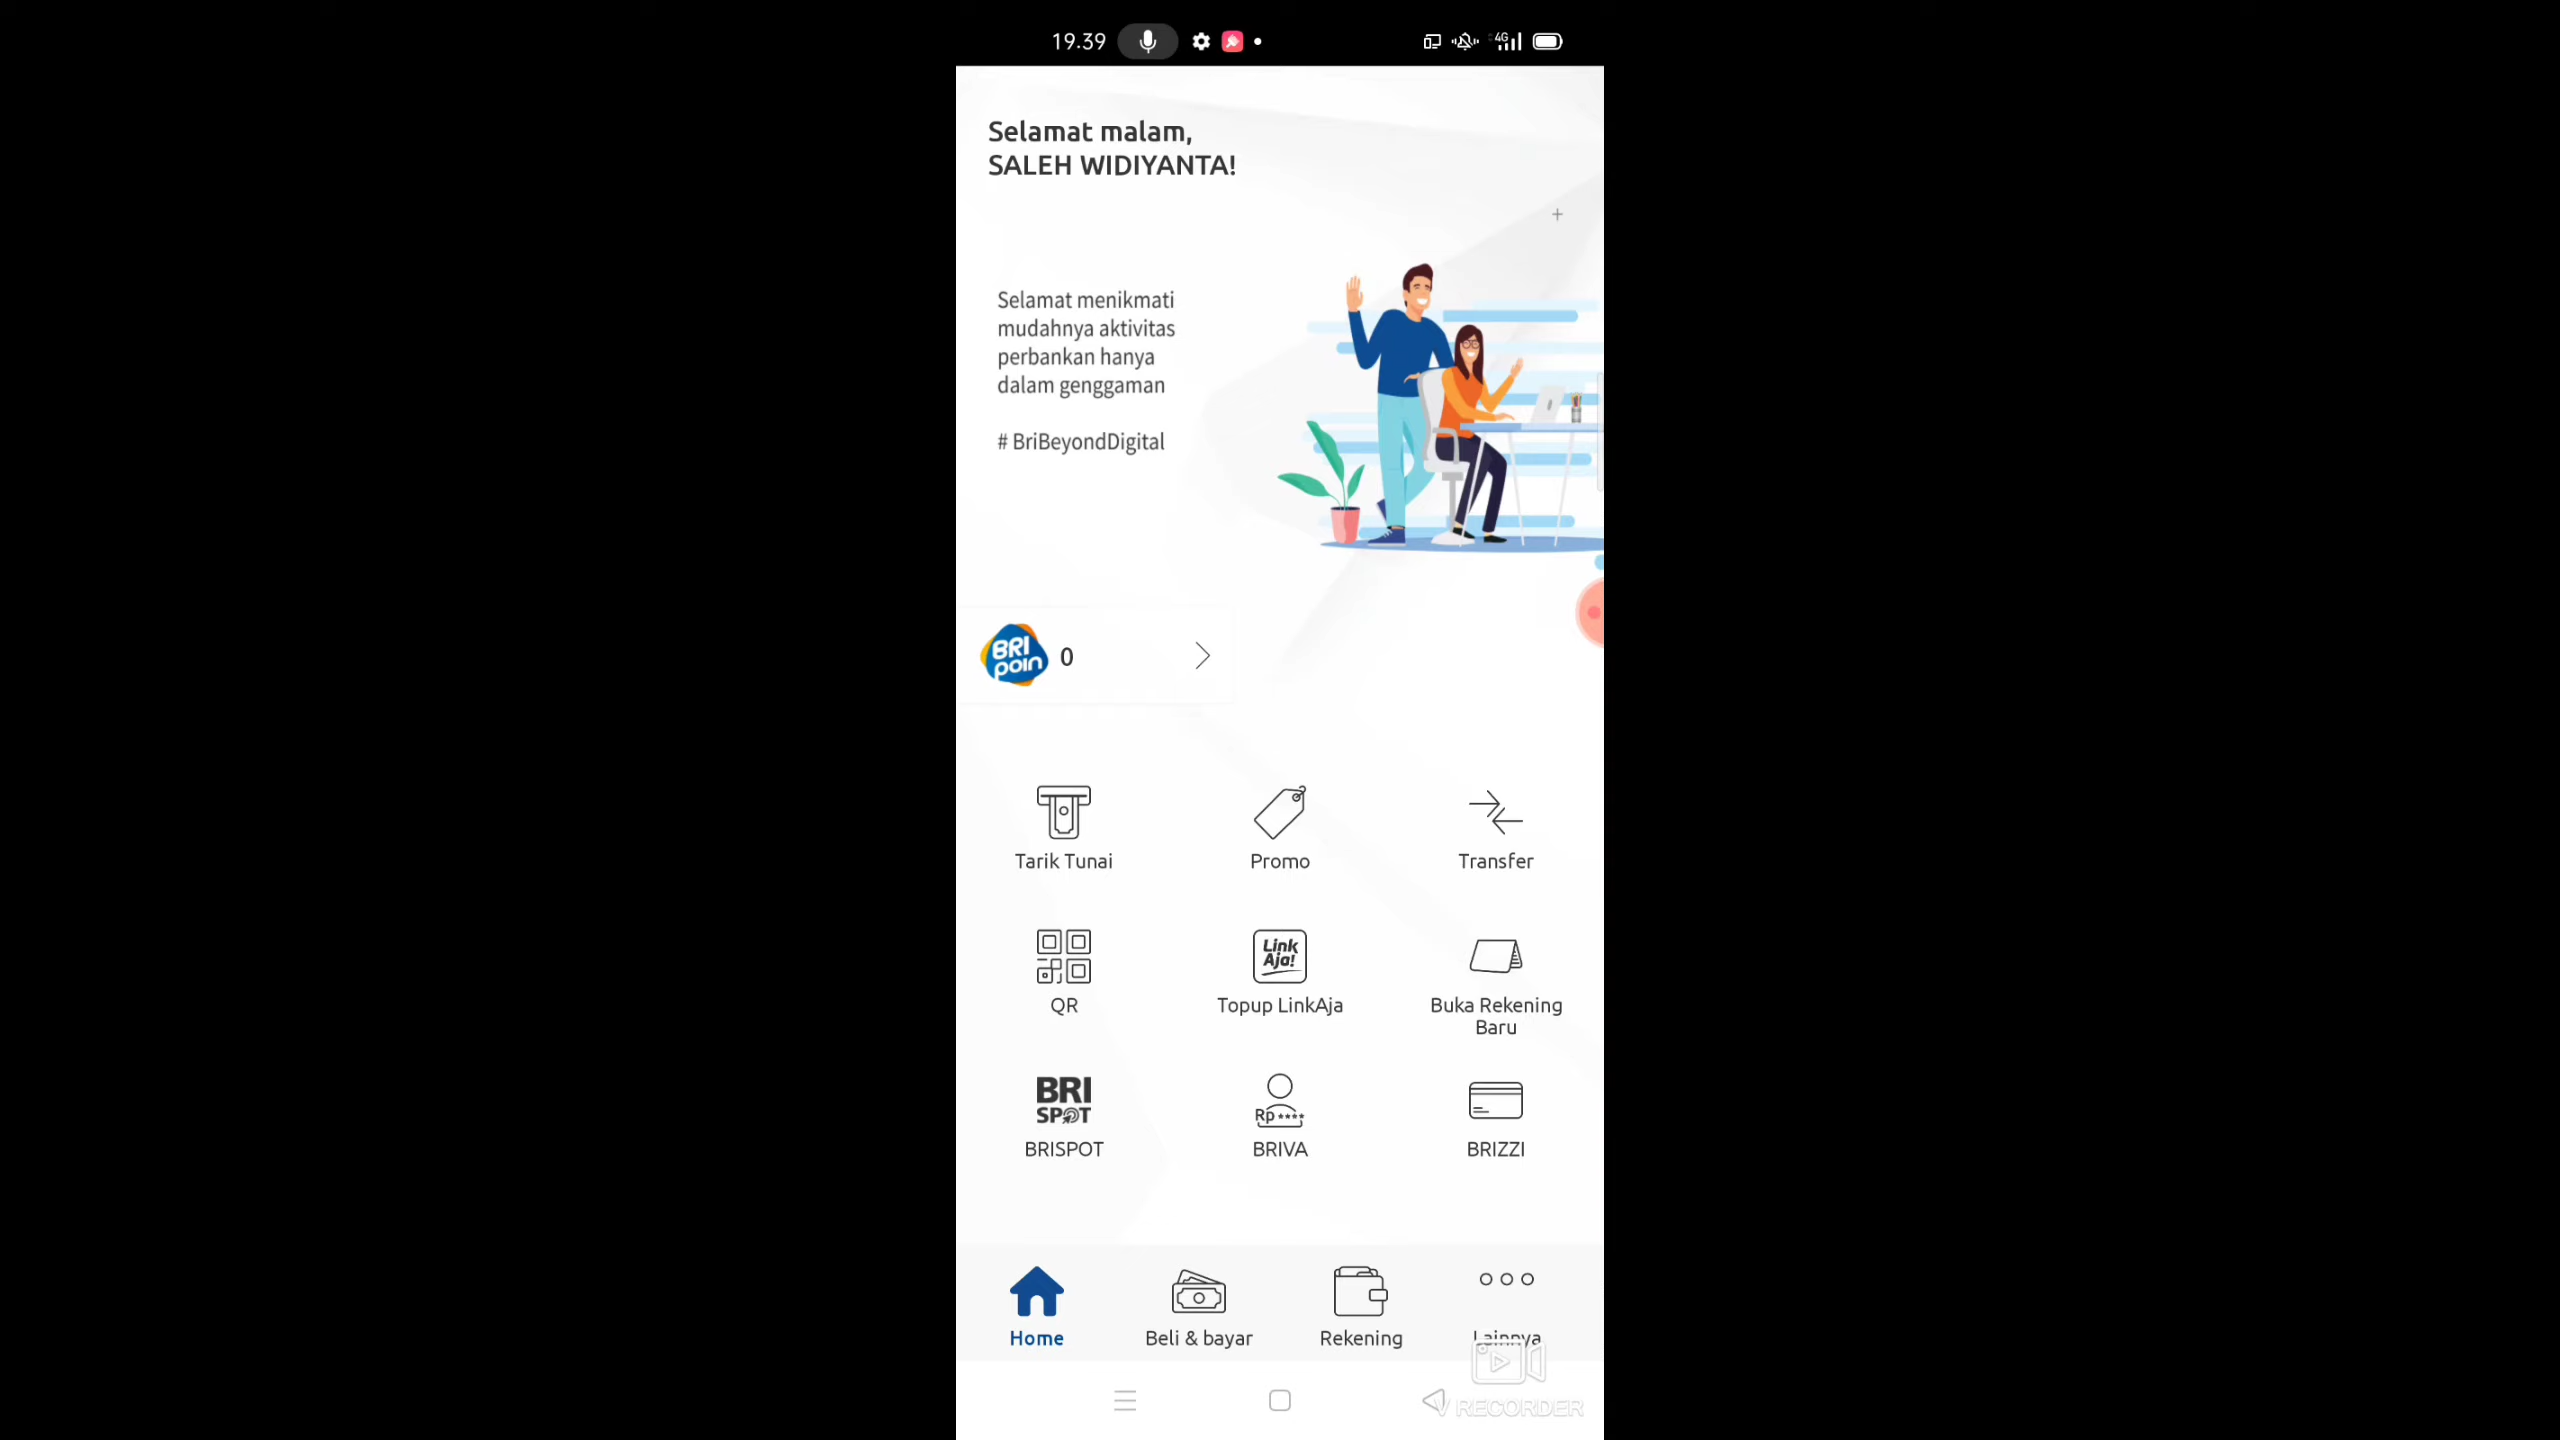 19.39
4G
Selamat malam,
SALEH WIDIYANTA!
Selamat menikmati
mudahnya aktivitas
perbankan hanya
dalam genggaman
# BriBeyondDigital
BRI
poin
0
Tarik Tunai
Promo
Transfer
QR
Link
Aja!
Topup LinkAja
Buka Rekening
Baru
BRI
SPOT
BRISPOT
Rp ****
BRIVA
BRIZZI
Home
Beli & bayar
Rekening
Lainnya
V RECORDER